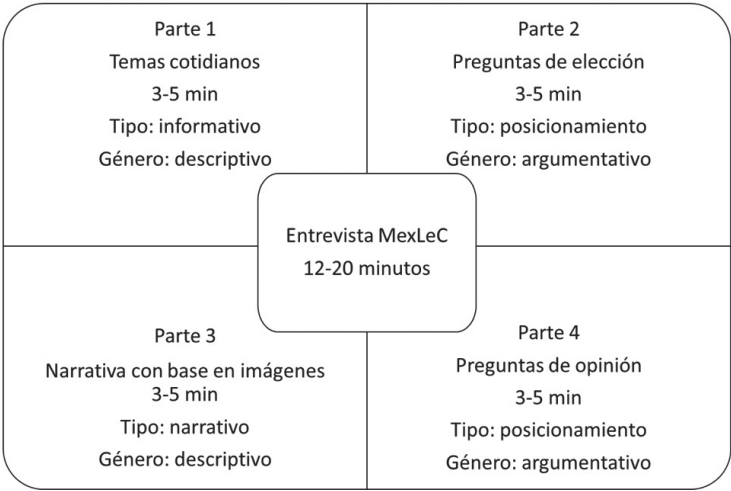 Parte 1
Temas cotidianos
3-5 min
Tipo: informativo
Género: descriptivo
Parte 2
Preguntas de elección
3-5 min
Tipo: posicionamiento
Género: argumentativo
Entrevista MexLeC
12-20 minutos
Parte 3
Narrativa con base en imágenes
3-5 min
Tipo: narrativo
Género: descriptivo
Parte 4
Preguntas de opinión
3-5 min
Tipo: posicionamiento
Género: argumentativo